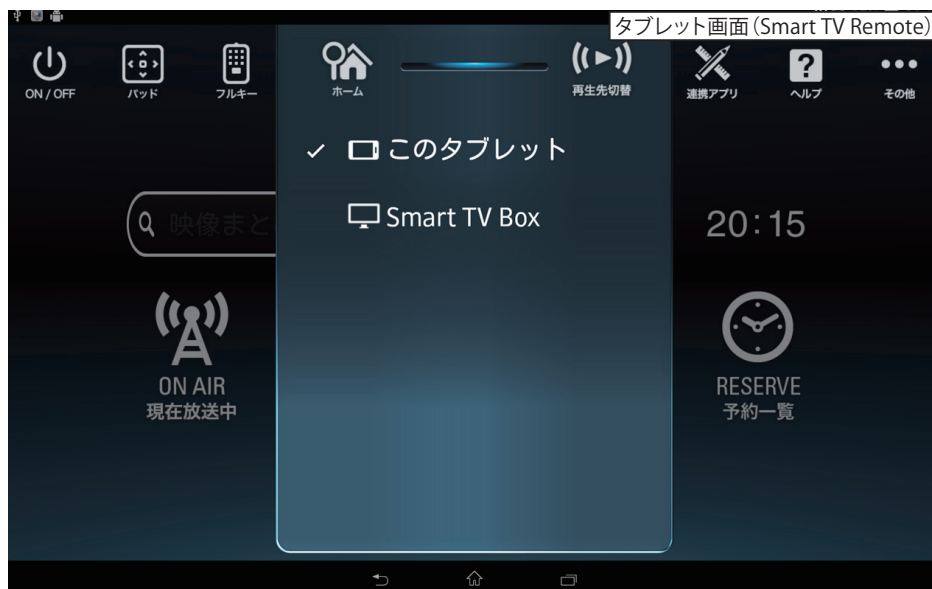 タブレット画面（Smart TV Remote）
ON / OFF
パッド
フルキー
ホーム
再生先切替
連携アプリ
?
ヘルプ
その他
このタブレット
Smart TV Box
映像まと
20:15
ON AIR
現在放送中
RESERVE
予約一覧